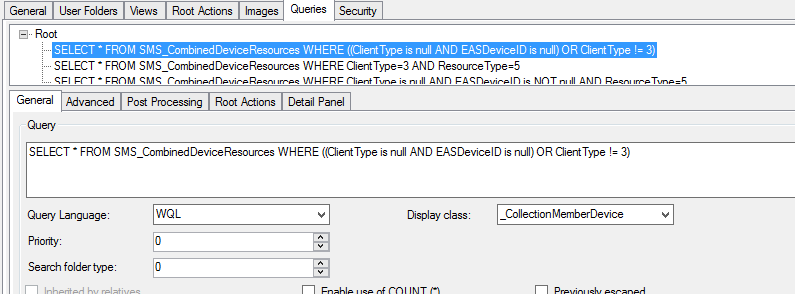 General User Folders Views Root Actions Images Queries Security
Root
SELECT * FROM SMS_CombinedDeviceResources WHERE ((ClientType is null AND EASDeviceID is null) OR ClientType != 3)
SELECT * FROM SMS_CombinedDeviceResources WHERE ClientType=3 AND ResourceType=5
SELECT * FROM SMS_CombinedDeviceResources WHERE ClientType is null AND EASDeviceID is NOT null AND ResourceType=5
General Advanced Post Processing Root Actions Detail Panel
Query
SELECT * FROM SMS_CombinedDeviceResources WHERE ((ClientType is null AND EASDeviceID is null) OR ClientType != 3)
Query Language: WQL Display class: _CollectionMemberDevice
Priority: 0
Search folder type: 0
Inherited by relatives Enable use of COUNT (*) Previously escaped